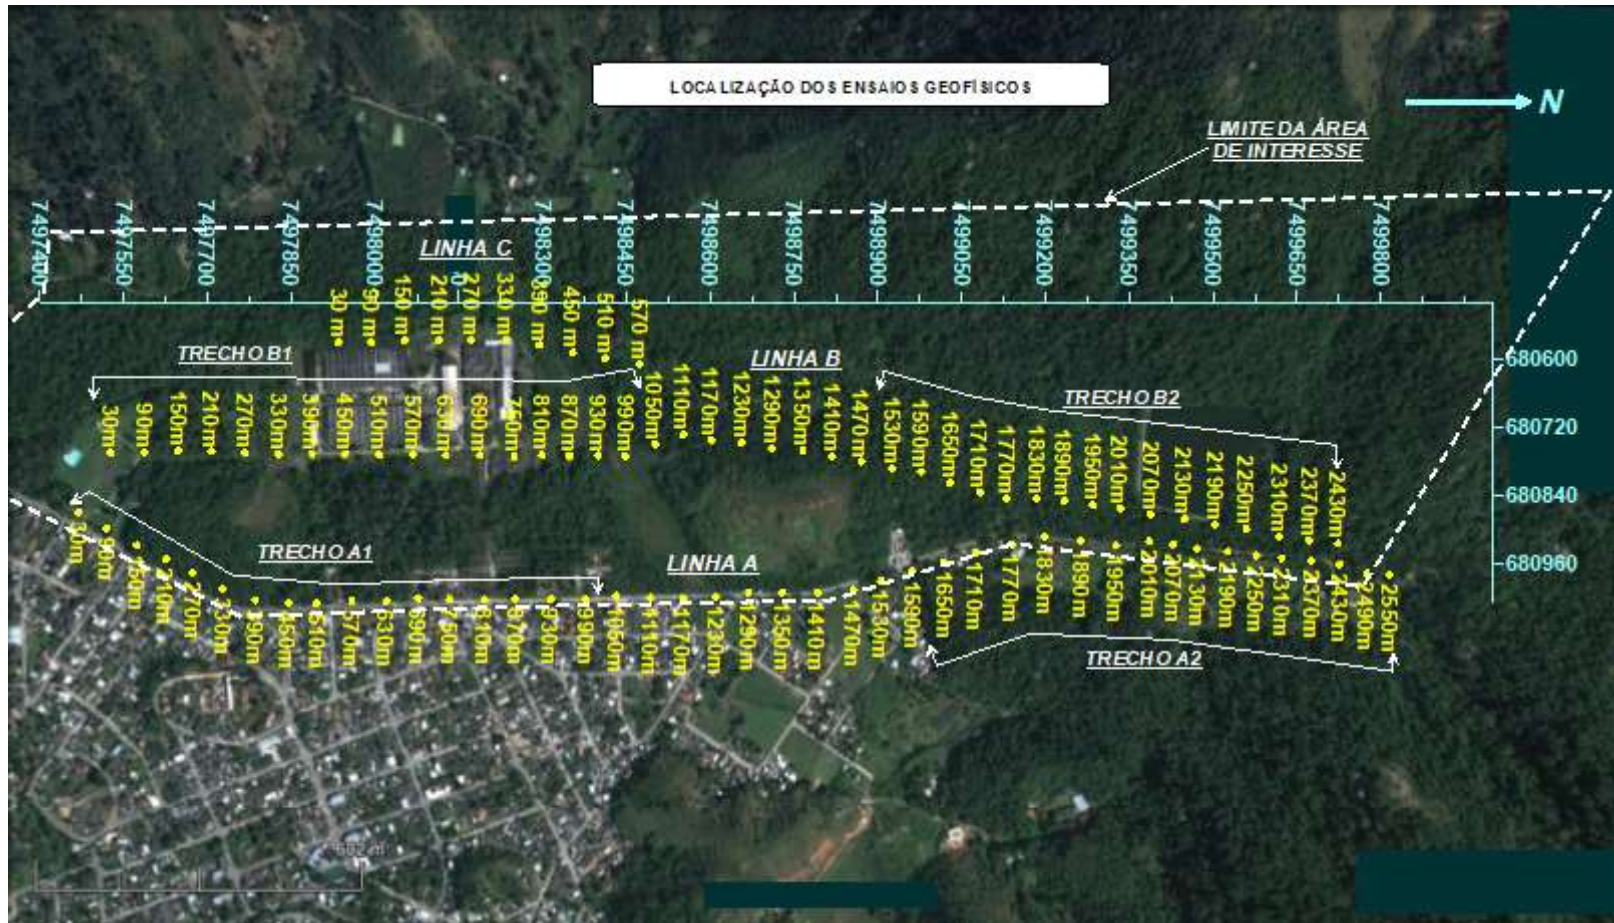 LOCALIZAÇÃO DOS ENSAIOS GEOFÍSICOS
N
LIMITE DA ÁREA
DE INTERESSE
7497400
7497550
7497700
7497850
7498000
7498300
7498450
7498600
7498750
7498900
7499050
7499200
7499350
7499500
7499650
7499800
LINHA C
30 m
90 m
150 m
210 m
270 m
330 m
390 m
450 m
510 m
570 m
TRECHO B1
LINHA B
TRECHO B2
680600
680720
680840
680960
30m
90m
150m
210m
270m
330m
390m
450m
510m
570m
630m
690m
750m
810m
870m
930m
990m
1050m
1110m
1170m
1230m
1290m
1350m
1410m
1470m
1530m
1590m
1650m
1710m
1770m
1830m
1890m
1950m
2010m
2070m
2130m
2190m
2250m
2310m
2370m
2430m
TRECHO A1
LINHA A
TRECHO A2
30m
90m
150m
210m
270m
330m
390m
450m
510m
570m
630m
690m
750m
810m
870m
930m
990m
1050m
1110m
1170m
1230m
1290m
1350m
1410m
1470m
1530m
1590m
1650m
1710m
1770m
1830m
1890m
1950m
2010m
2070m
2130m
2190m
2250m
2310m
2370m
2430m
2490m
2550m